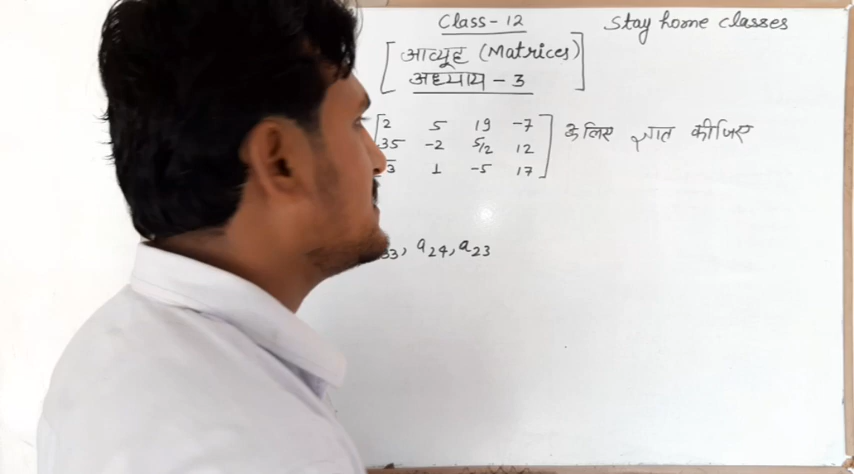 Class-12
Stay home classes
[ आव्यूह (Matrices)
अध्याय - 3 ]
2 5 19 -7
35 -2 5/2 12
√3 1 -5 17
के लिए ज्ञात कीजिए
33, a24, a23